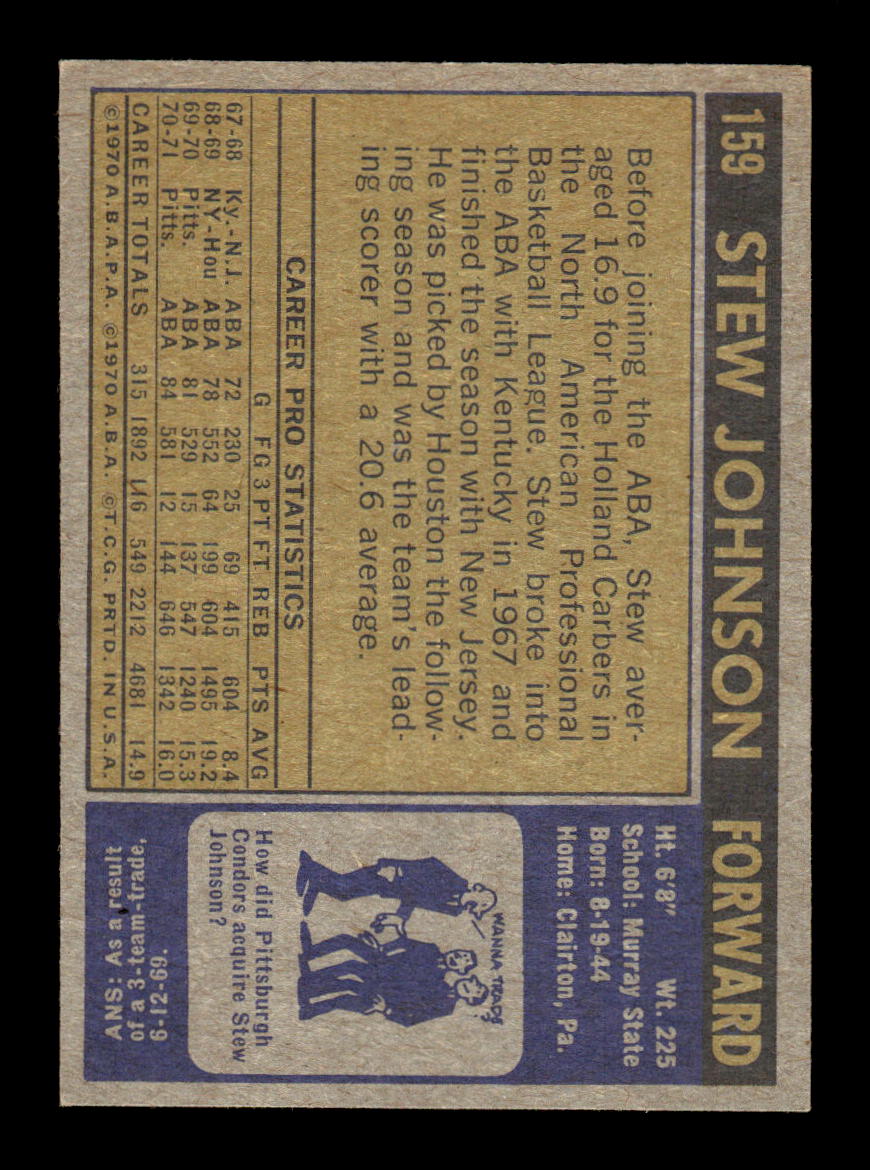 159 STEW JOHNSON FORWARD
Before joining the ABA, Stew aver-
aged 16.9 for the Holland Carbers in
the North American Professional
Basketball League. Stew broke into
the ABA with Kentucky in 1967 and
finished the season with New Jersey.
He was picked by Houston the follow-
ing season and was the team's lead-
ing scorer with a 20.6 average.
CAREER PRO STATISTICS
G FG 3PT FT REB PTS AVG
67-68 Ky.-N.J. ABA 72 230 25 69 415 604 8.4
68-69 NY-Hou ABA 78 552 64 199 604 1495 19.2
69-70 Pitts. ABA 81 529 15 137 547 1240 15.3
70-71 Pitts. ABA 84 581 12 144 646 1342 16.0
CAREER TOTALS 315 1892 116 549 2212 4681 14.9
©1970 A.B.A.P.A. ©1970 A.B.A. ©T.C.G. PRTD. IN U.S.A.
Ht. 6'8" Wt. 225
School: Murray State
Born: 8-19-44
Home: Clairton, Pa.
WANNA TRADE?
How did Pittsburgh
Condors acquire Stew
Johnson?
ANS: As a result
of a 3-team-trade,
6-12-69.